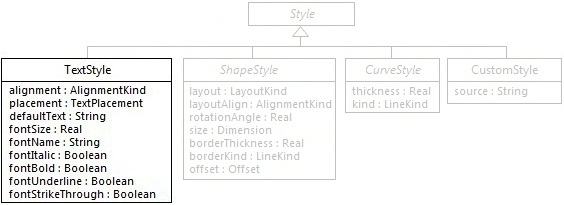 Style
TextStyle
alignment : AlignmentKind
placement : TextPlacement
defaultText : String
fontSize : Real
fontName : String
fontItalic : Boolean
fontBold : Boolean
fontUnderline : Boolean
fontStrikeThrough : Boolean
ShapeStyle
layout : LayoutKind
layoutAlign : AlignmentKind
rotationAngle : Real
size : Dimension
borderThickness : Real
borderKind : LineKind
offset : Offset
CurveStyle
thickness : Real
kind : LineKind
CustomStyle
source : String